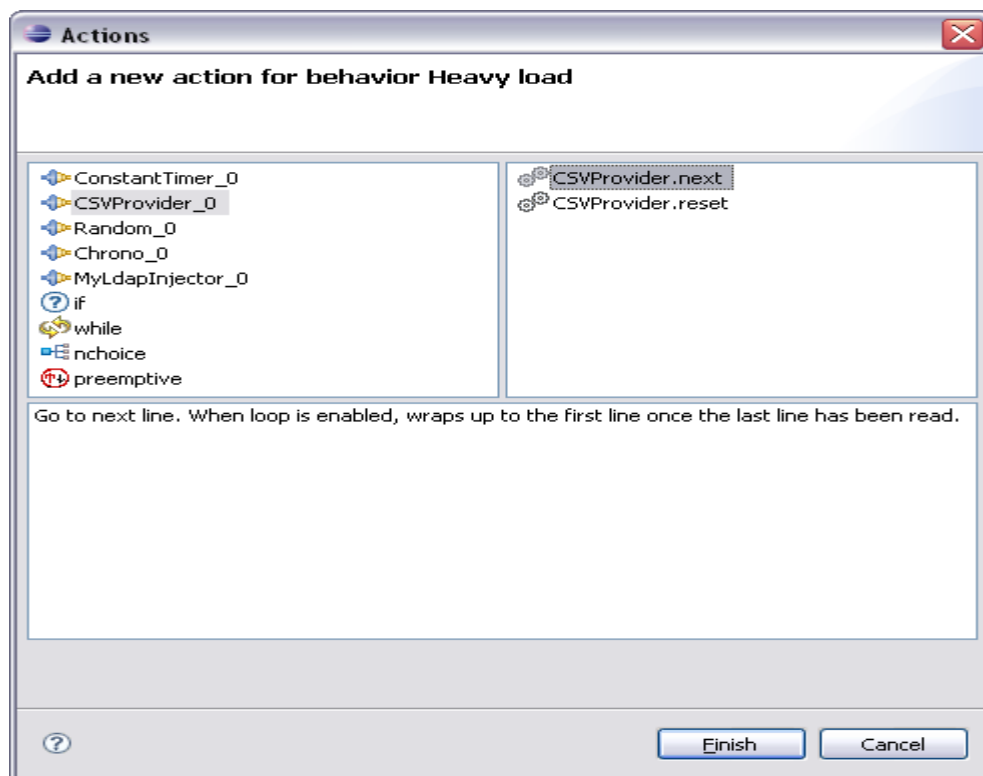 Actions
Add a new action for behavior Heavy load
ConstantTimer_0
CSVProvider_0
Random_0
Chrono_0
MyLdapInjector_0
if
while
nchoice
preemptive
CSVProvider.next
CSVProvider.reset
Go to next line. When loop is enabled, wraps up to the first line once the last line has been read.
Finish
Cancel